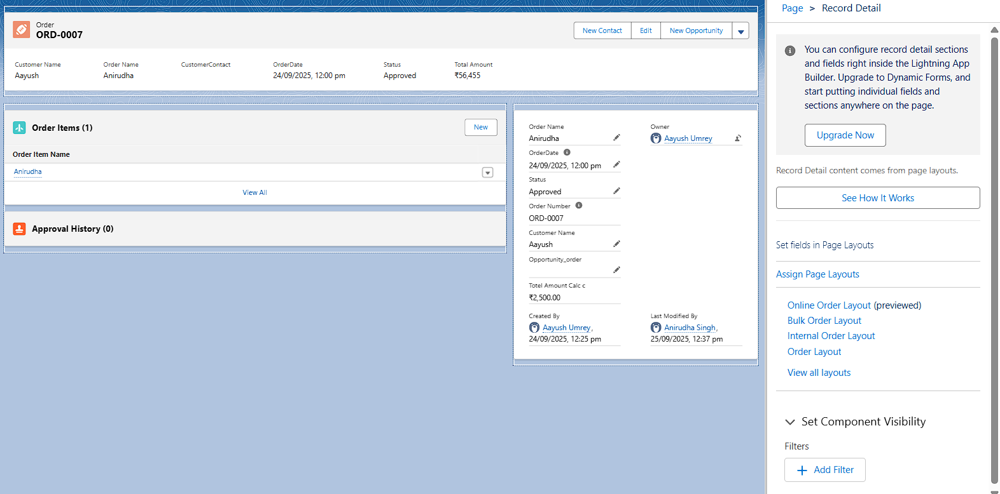 Order
ORD-0007
New Contact
Edit
New Opportunity
Customer Name
Order Name
CustomerContact
OrderDate
Status
Total Amount
Aayush
Anirudha
24/09/2025, 12:00 pm
Approved
₹56,455
Order Items (1)
New
Order Item Name
Anirudha
View All
Approval History (0)
Order Name
Owner
Anirudha
Aayush Umrey
OrderDate
24/09/2025, 12:00 pm
Status
Approved
Order Number
ORD-0007
Customer Name
Aayush
Opportunity_order
Totel Amount Calc c
₹2,500.00
Created By
Last Modified By
Aayush Umrey,
Anirudha Singh,
24/09/2025, 12:25 pm
25/09/2025, 12:37 pm
Page > Record Detail
You can configure record detail sections
and fields right inside the Lightning App
Builder. Upgrade to Dynamic Forms, and
start putting individual fields and
sections anywhere on the page.
Upgrade Now
Record Detail content comes from page layouts.
See How It Works
Set fields in Page Layouts
Assign Page Layouts
Online Order Layout (previewed)
Bulk Order Layout
Internal Order Layout
Order Layout
View all layouts
Set Component Visibility
Filters
Add Filter